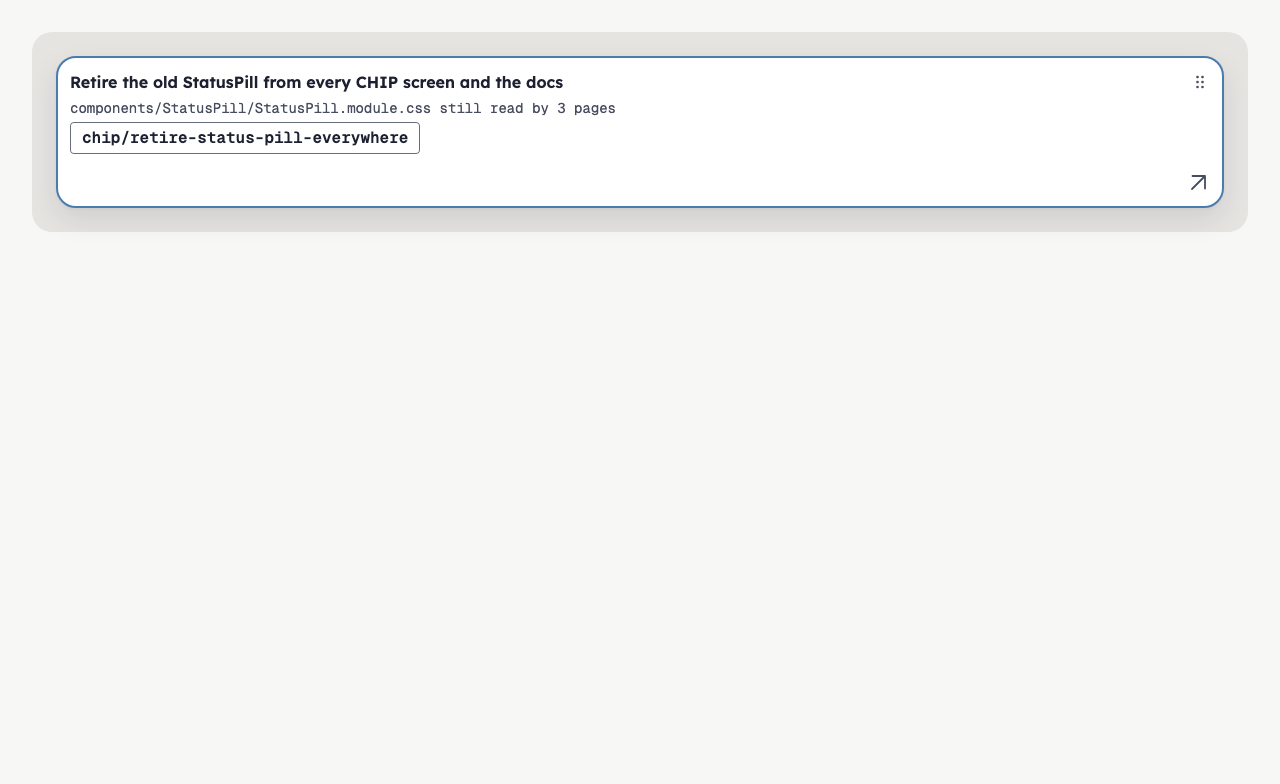 Retire the old StatusPill from every CHIP screen and the docs
components/StatusPill/StatusPill.module.css still read by 3 pages
chip/retire-status-pill-everywhere